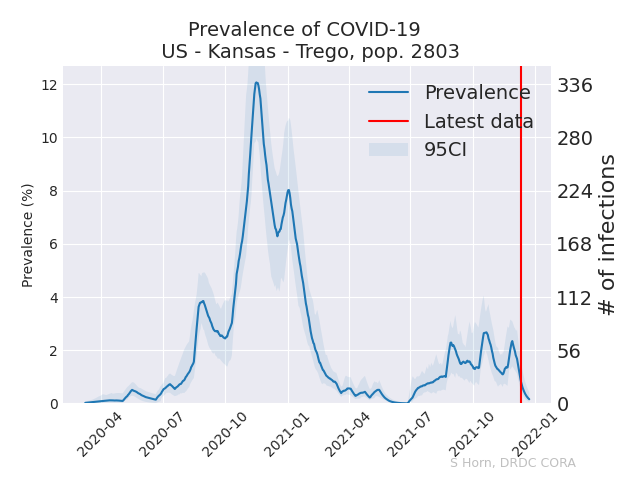 Prevalence of COVID-19
US - Kansas - Trego, pop. 2803
Prevalence
Latest data
95CI
12
10
8
6
4
2
0
Prevalence (%)
336
280
224
168
112
56
0
# of infections
2020-04
2020-07
2020-10
2021-01
2021-04
2021-07
2021-10
2022-01
S Horn, DRDC CORA